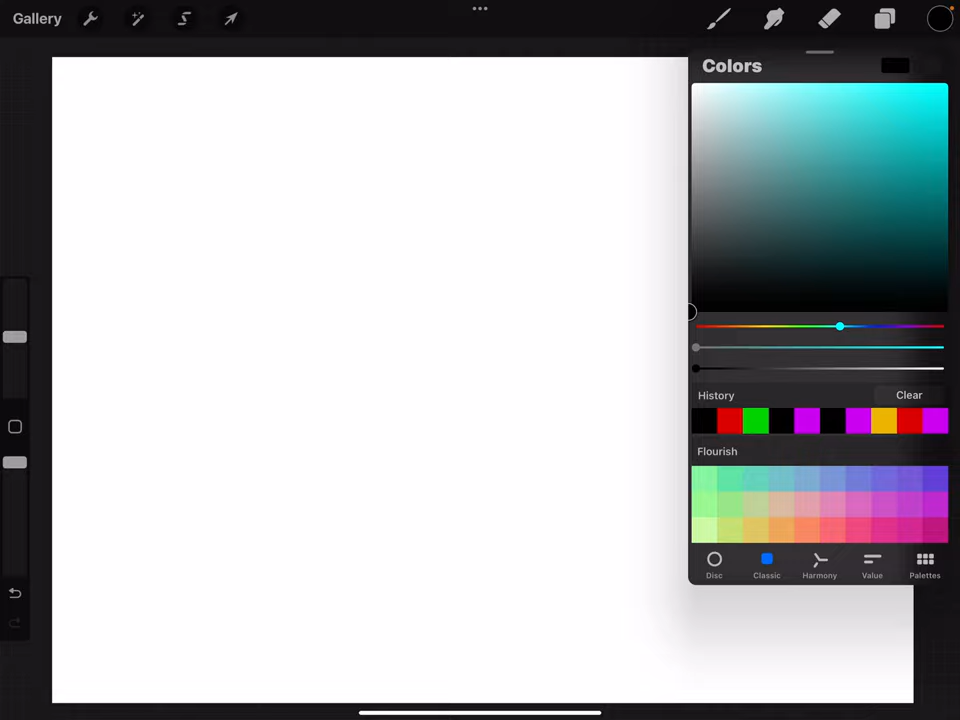 Gallery
Colors
History
Clear
Flourish
Disc
Classic
Harmony
Value
Palettes